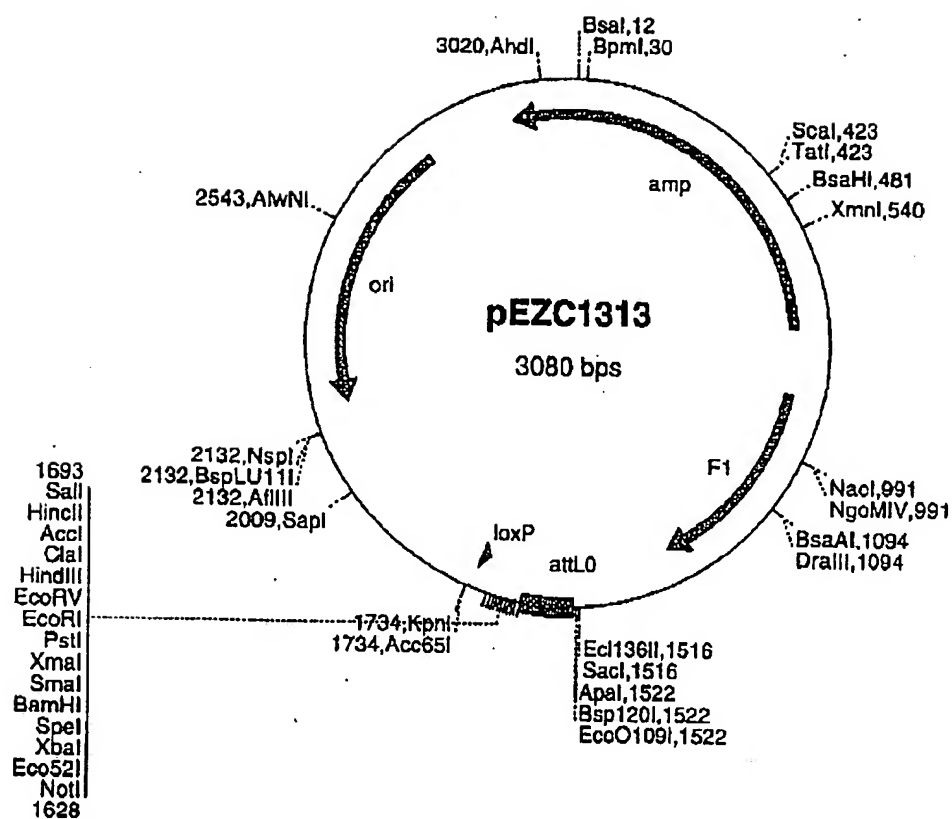 BsaI,12
BpmI,30
3020,AhdI
ScaI,423
TatI,423
BsaHI,481
XmnI,540
amp
2543,AlwNI
ori
pEZC1313
3080 bps
F1
NaeI,991
NgoMIV,991
BsaAI,1094
DraIII,1094
2132,NspI
2132,BspLU11I
2132,AflIII
2009,SapI
loxP
attL0
1734,KpnI
1734,Acc65I
Ecl136II,1516
SacI,1516
ApaI,1522
Bsp120I,1522
EcoO109I,1522
1693
SalI
HincII
AccI
ClaI
HindIII
EcoRV
EcoRI
PstI
XmaI
SmaI
BamHI
SpeI
XbaI
Eco52I
NotI
1628